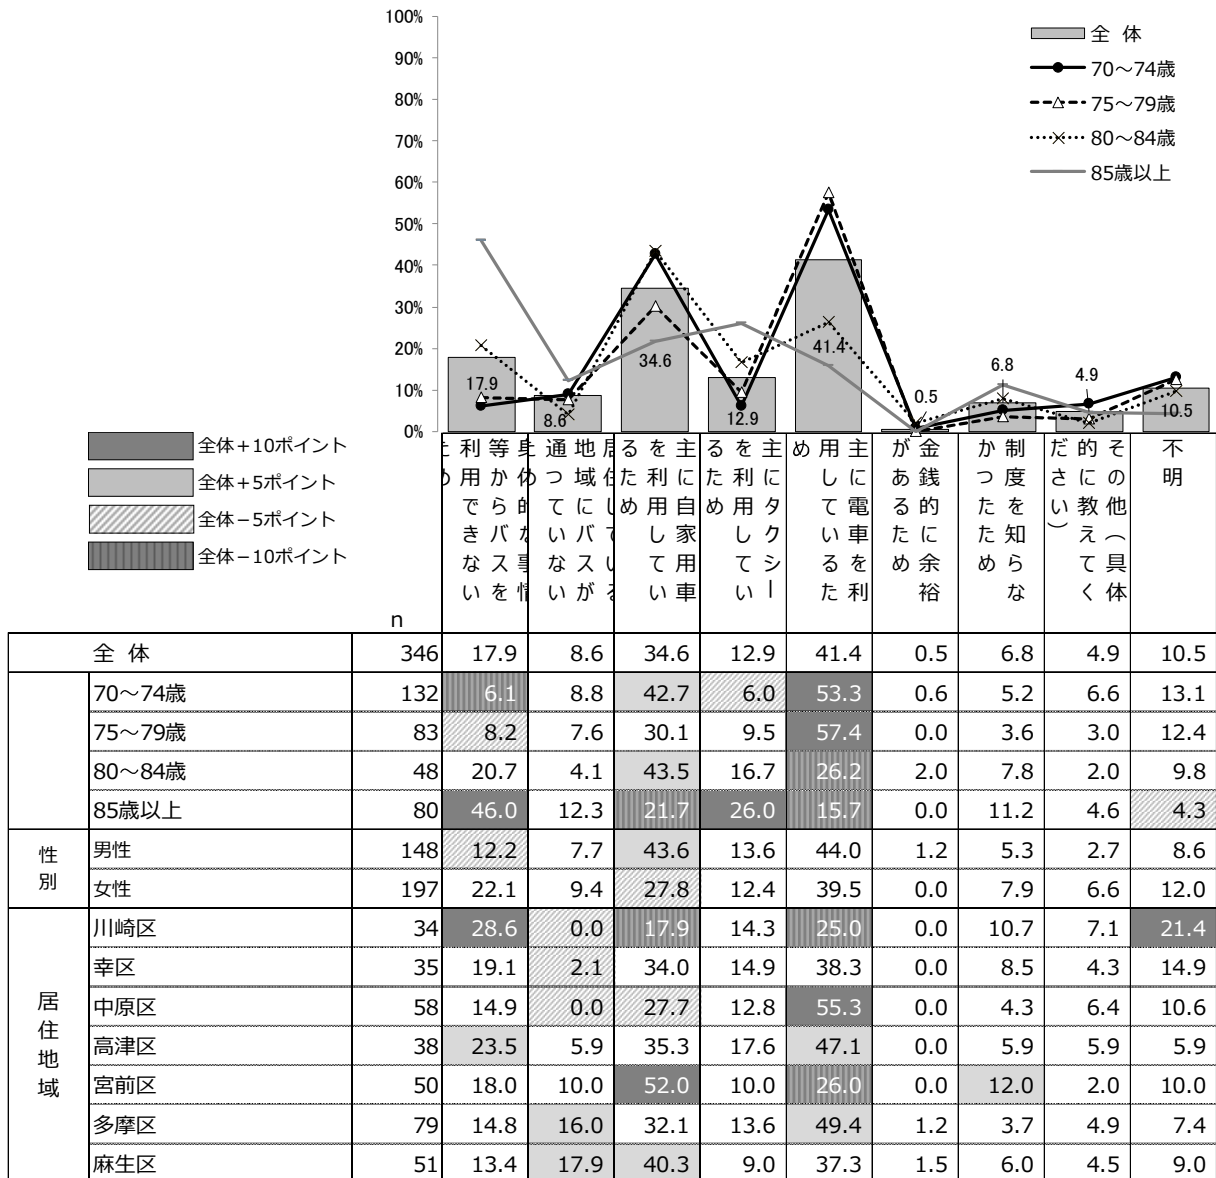 100%
90%
80%
70%
60%
50%
40%
30%
20%
10%
0%
全 体
70～74歳
75～79歳
80～84歳
85歳以上
17.9
8.6
34.6
12.9
41.4
0.5
6.8
4.9
10.5
全体+10ポイント
全体+5ポイント
全体-5ポイント
全体-10ポイント
身体的な事情
等からバスを
利用できない
ため
居住している
地域にバスが
通っていない
主に自家用車
を利用してい
るため
主にタクシー
を利用してい
るため
主に電車を利
用しているた
め
金銭的に余裕
があるため
制度を知らな
かつたため
その他（具体
的に教えてく
ださい）
不明
n
全 体 346 17.9 8.6 34.6 12.9 41.4 0.5 6.8 4.9 10.5
70～74歳 132 6.1 8.8 42.7 6.0 53.3 0.6 5.2 6.6 13.1
75～79歳 83 8.2 7.6 30.1 9.5 57.4 0.0 3.6 3.0 12.4
80～84歳 48 20.7 4.1 43.5 16.7 26.2 2.0 7.8 2.0 9.8
85歳以上 80 46.0 12.3 21.7 26.0 15.7 0.0 11.2 4.6 4.3
性別
男性 148 12.2 7.7 43.6 13.6 44.0 1.2 5.3 2.7 8.6
女性 197 22.1 9.4 27.8 12.4 39.5 0.0 7.9 6.6 12.0
居住地域
川崎区 34 28.6 0.0 17.9 14.3 25.0 0.0 10.7 7.1 21.4
幸区 35 19.1 2.1 34.0 14.9 38.3 0.0 8.5 4.3 14.9
中原区 58 14.9 0.0 27.7 12.8 55.3 0.0 4.3 6.4 10.6
高津区 38 23.5 5.9 35.3 17.6 47.1 0.0 5.9 5.9 5.9
宮前区 50 18.0 10.0 52.0 10.0 26.0 0.0 12.0 2.0 10.0
多摩区 79 14.8 16.0 32.1 13.6 49.4 1.2 3.7 4.9 7.4
麻生区 51 13.4 17.9 40.3 9.0 37.3 1.5 6.0 4.5 9.0